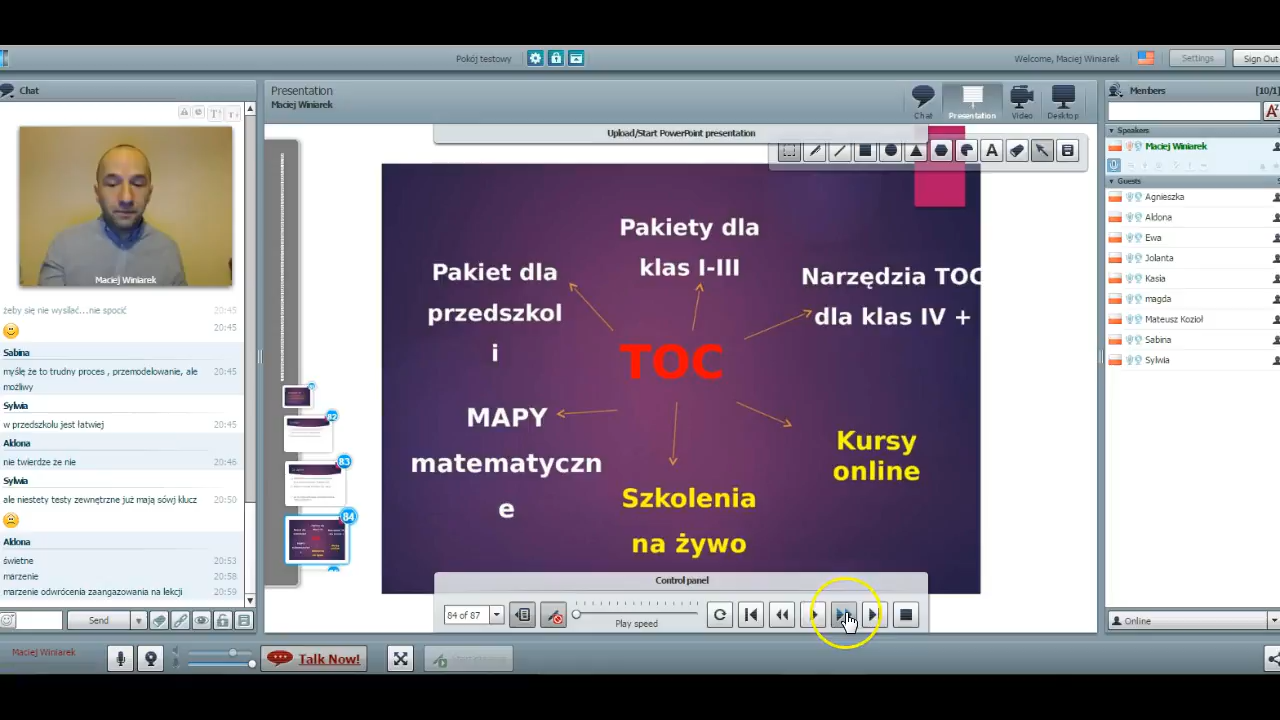 Pokój testowy
Welcome, Maciej Winiarek
Settings
Sign Out
Chat
Maciej Winiarek
żeby się nie wysilać...nie spocić 20:45
20:45
Sabina
myślę że to trudny proces , przemodelowanie, ale 20:45
możliwy
Sylwia
w przedszkolu jest łatwiej 20:45
Aldona
nie twierdze że nie 20:46
Sylwia
ale niestety testy zewnętrzne już mają sówj klucz 20:50
Aldona
świetne 20:53
marzenie 20:58
marzenie odwrócenia zaangażowania na lekcji 20:58
Send
Presentation
Maciej Winiarek
Chat
Presentation
Video
Desktop
Upload/Start PowerPoint presentation
82
83
84
Pakiety dla
klas I-III
Pakiet dla
przedszkol
i
Narzędzia TOC
dla klas IV +
TOC
MAPY
matematyczn
e
Kursy
online
Szkolenia
na żywo
Control panel
84 of 87
Play speed
Members
[10/1
Speakers
Maciej Winiarek
Guests
Agnieszka
Aldona
Ewa
Jolanta
Kasia
magda
Mateusz Kozioł
Sabina
Sylwia
Online
Maciej Winiarek
Talk Now!